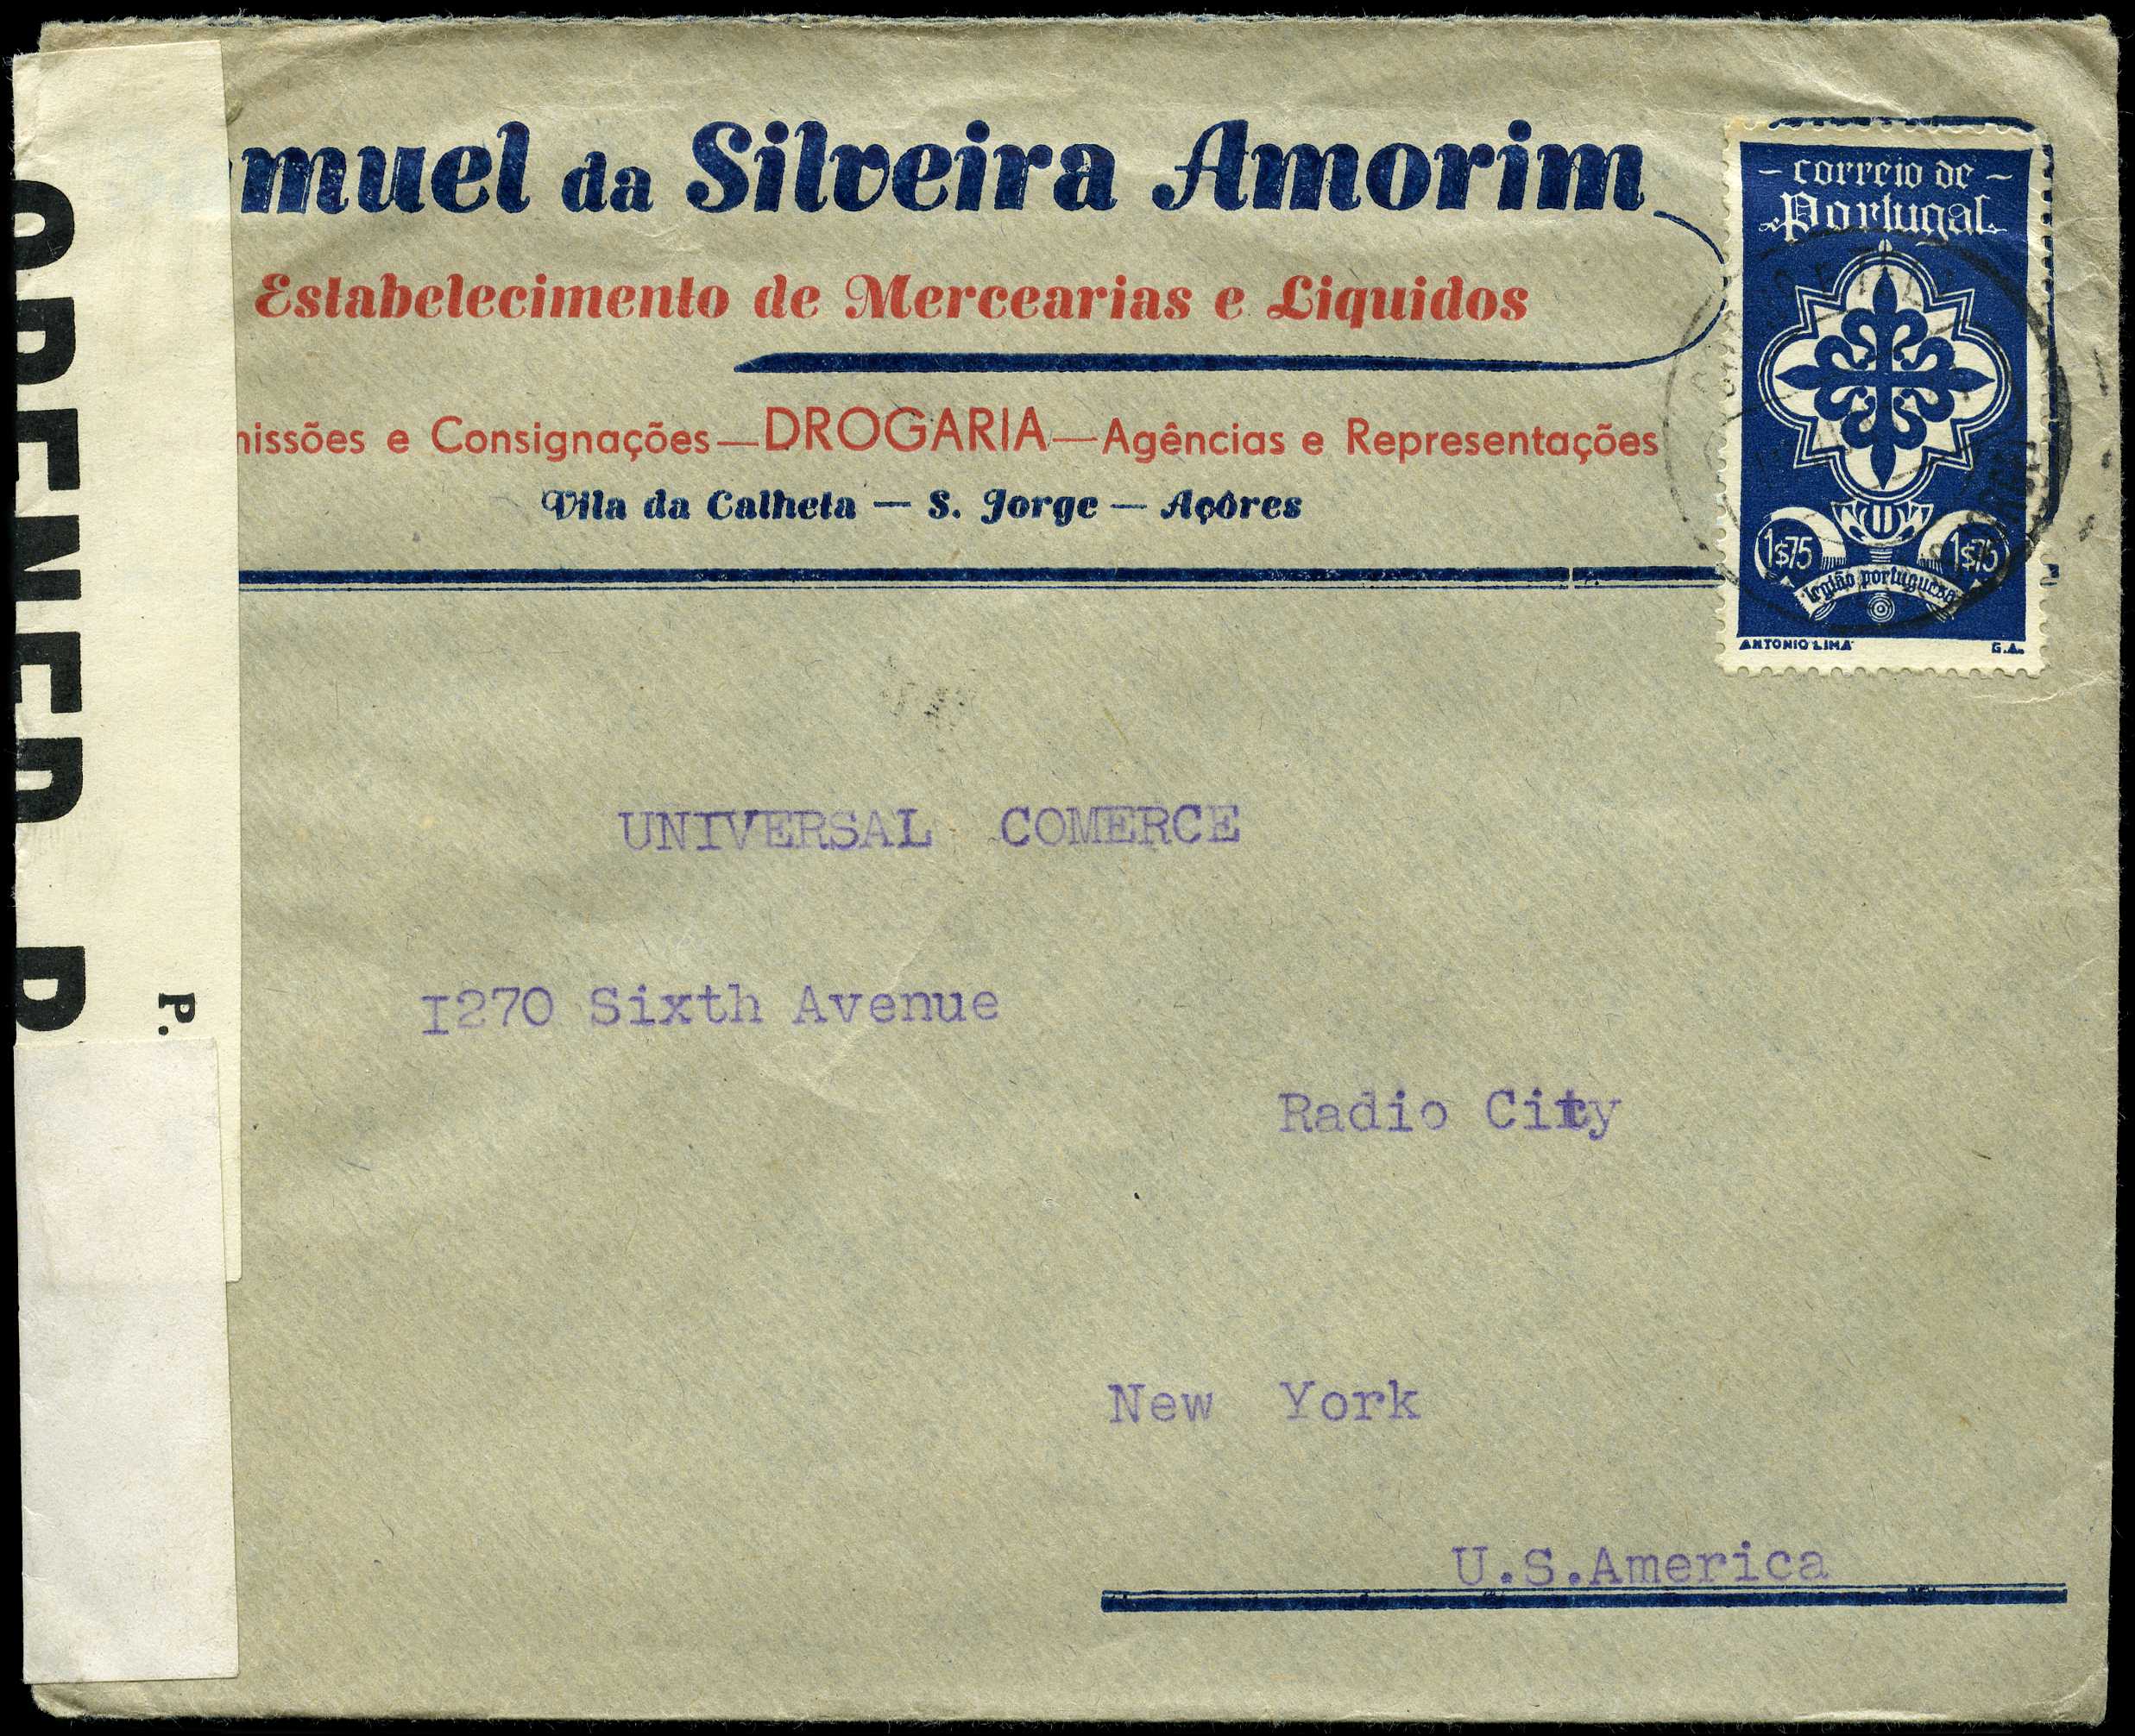 muel da Silveira Amorim
Estabelecimento de Mercearias e Liquidos
missões e Consignações—DROGARIA—Agências e Representações
Vila da Calheta — S. Jorge — Açôres
- correio de -
Portugal
1$75
1$75
legião portuguesa
ANTONIO LIMA
G.A.
OPENED B
P.
UNIVERSAL COMERCE
I270 Sixth Avenue
Radio City
New York
U.S.America